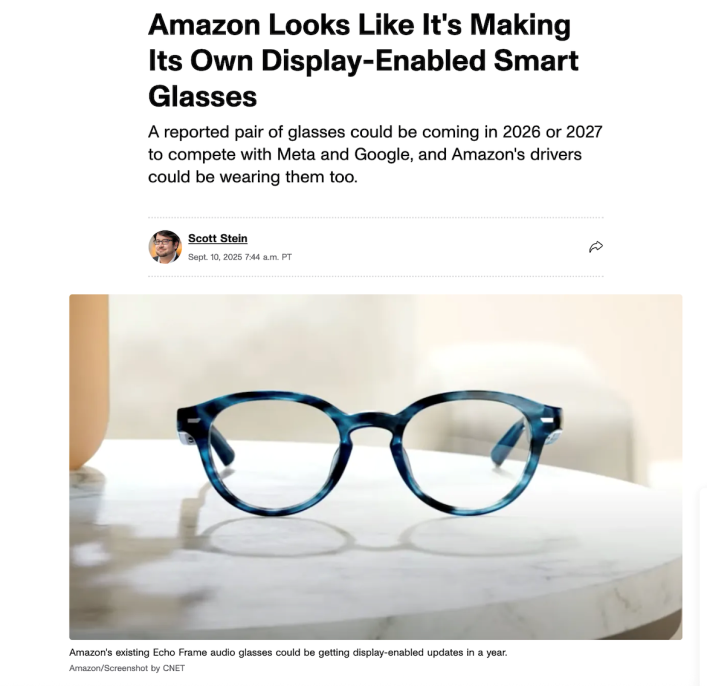 Amazon Looks Like It's Making
Its Own Display-Enabled Smart
Glasses
A reported pair of glasses could be coming in 2026 or 2027
to compete with Meta and Google, and Amazon's drivers
could be wearing them too.
Scott Stein
Sept. 10, 2025 7:44 a.m. PT
Amazon's existing Echo Frame audio glasses could be getting display-enabled updates in a year.
Amazon/Screenshot by CNET